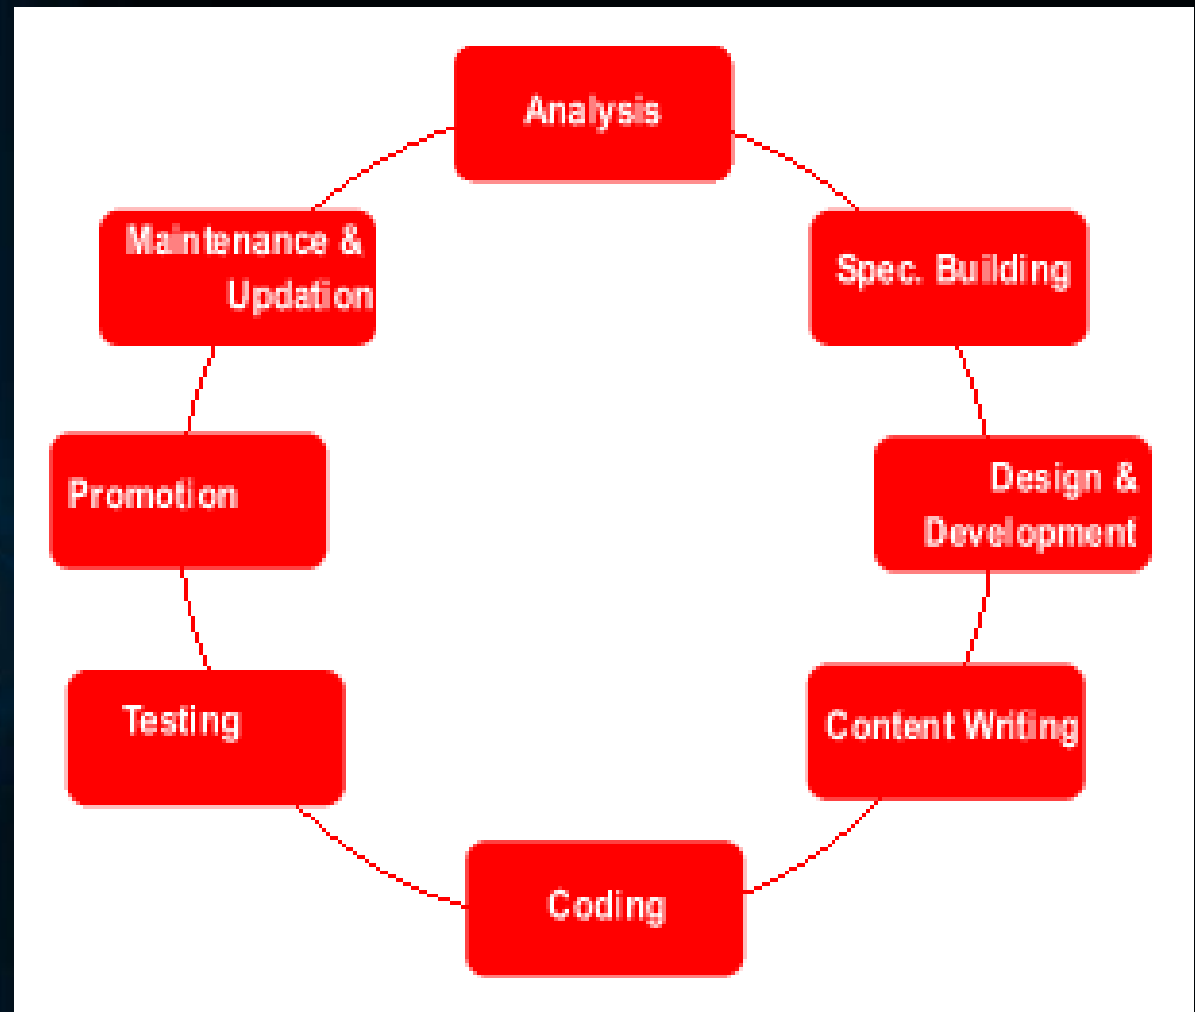 Analysis
Spec. Building
Design &
Development
Content Writing
Coding
Testing
Promotion
Maintenance &
Updation